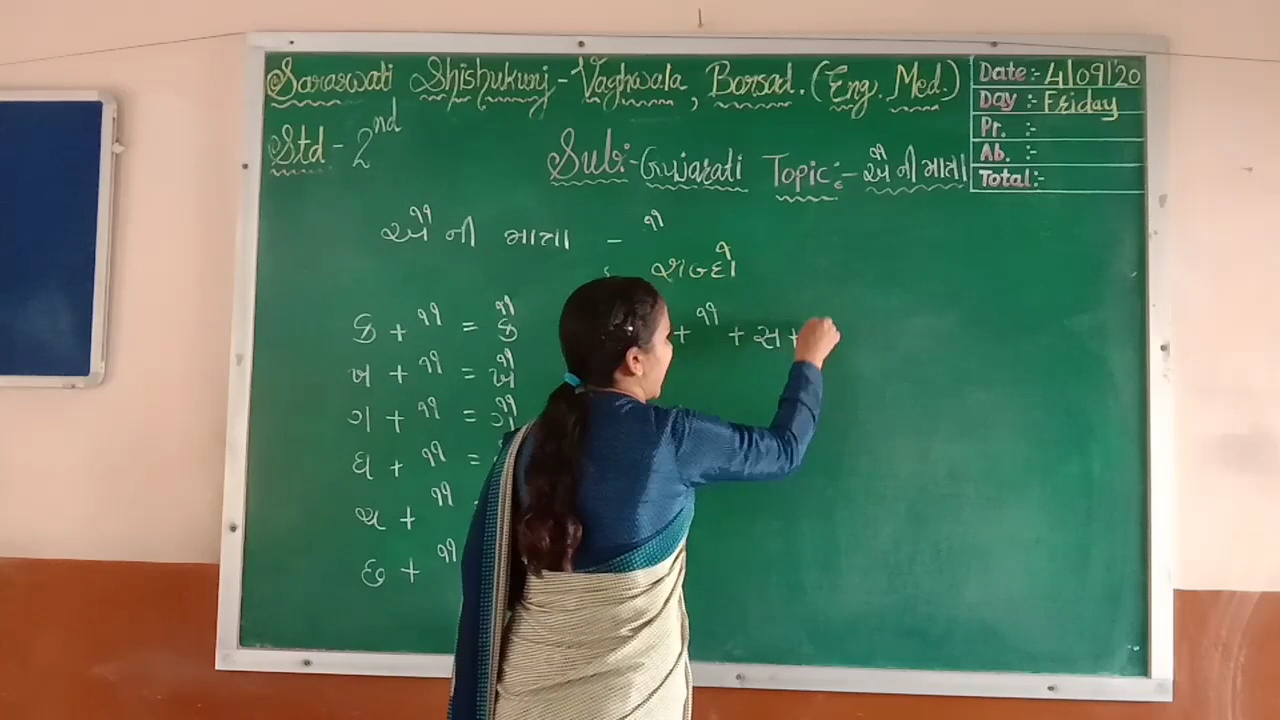 Saraswati Shishukunj - Vaghwala, Borsad. (Eng. Med.)
Date :- 4/09/'20
Day :- Friday
Pr. :-
Ab. :-
Total:-
Std - 2nd
Sub:- Gujarati Topic:- ઐ ની માત્રા
ઐ ની માત્રા - ૈ
શબ્દો
ક + ૈ = કૈ
+ ૈ + સ +
ખ + ૈ = ખૈ
ગ + ૈ = ગૈ
ઘ + ૈ =
ચ + ૈ
છ + ૈ